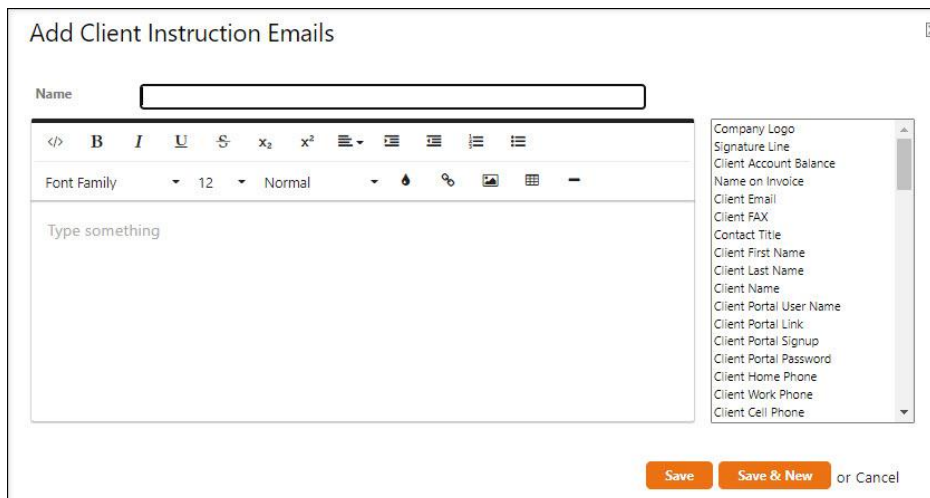 Add Client Instruction Emails
Name
</> B I U S x₂ x²
Font Family 12 Normal
Type something
Company Logo
Signature Line
Client Account Balance
Name on Invoice
Client Email
Client FAX
Contact Title
Client First Name
Client Last Name
Client Name
Client Portal User Name
Client Portal Link
Client Portal Signup
Client Portal Password
Client Home Phone
Client Work Phone
Client Cell Phone
Save Save & New or Cancel